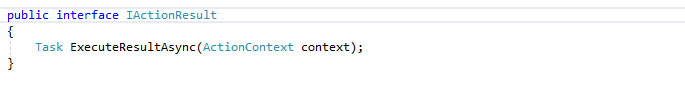 public interface IActionResult
{
    Task ExecuteResultAsync(ActionContext context);
}